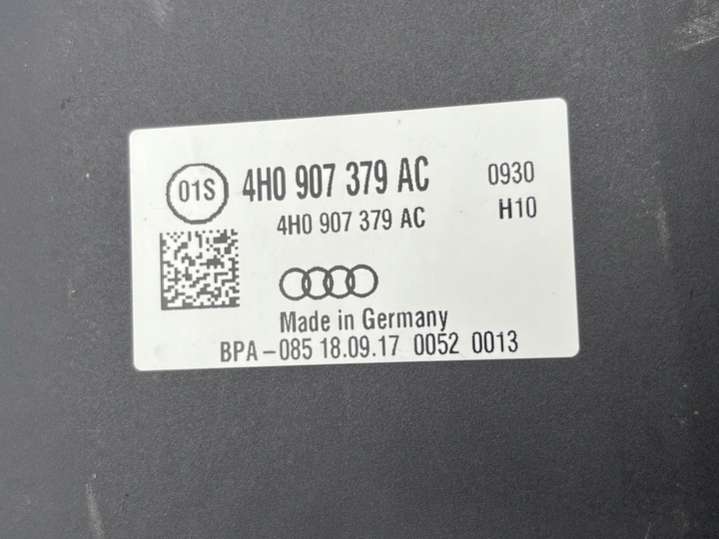 01S 4H0 907 379 AC 0930
4H0 907 379 AC H10
Made in Germany
BPA-085 18.09.17 0052 0013